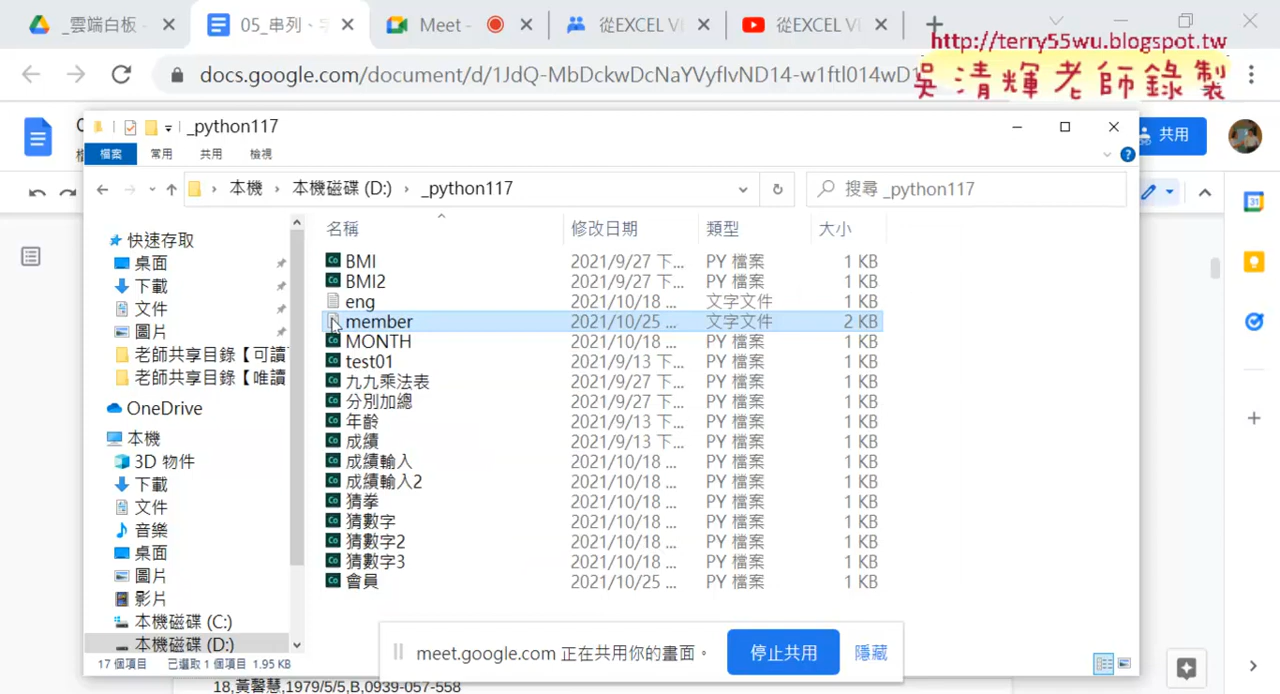 _雲端白板 -
05_串列、字
Meet -
從EXCEL VI
從EXCEL VI
http://terry55wu.blogspot.tw
docs.google.com/document/d/1JdQ-MbDckwDcNaYVyfIvND14-w1ftl014wD1
吳清輝老師錄製
_python117
共用
檔案 常用 共用 檢視
本機 › 本機磁碟 (D:) › _python117
搜尋 _python117
名稱 修改日期 類型 大小
快速存取
桌面
下載
文件
圖片
老師共享目錄【可讀
老師共享目錄【唯讀
OneDrive
本機
3D 物件
下載
文件
音樂
桌面
圖片
影片
本機磁碟 (C:)
本機磁碟 (D:)
BMI 2021/9/27 下... PY 檔案 1 KB
BMI2 2021/9/27 下... PY 檔案 1 KB
eng 2021/10/18 ... 文字文件 1 KB
member 2021/10/25 ... 文字文件 2 KB
MONTH 2021/10/18 ... PY 檔案 1 KB
test01 2021/9/13 下... PY 檔案 1 KB
九九乘法表 2021/9/27 下... PY 檔案 1 KB
分別加總 2021/9/27 下... PY 檔案 1 KB
年齡 2021/9/13 下... PY 檔案 1 KB
成績 2021/9/13 下... PY 檔案 1 KB
成績輸入 2021/10/18 ... PY 檔案 1 KB
成績輸入2 2021/10/18 ... PY 檔案 1 KB
猜拳 2021/10/18 ... PY 檔案 1 KB
猜數字 2021/10/18 ... PY 檔案 1 KB
猜數字2 2021/10/18 ... PY 檔案 1 KB
猜數字3 2021/10/18 ... PY 檔案 1 KB
會員 2021/10/25 ... PY 檔案 1 KB
meet.google.com 正在共用你的畫面。 停止共用 隱藏
17 個項目 已選取 1 個項目 1.95 KB
18,黃馨慧,1979/5/5,B,0939-057-558